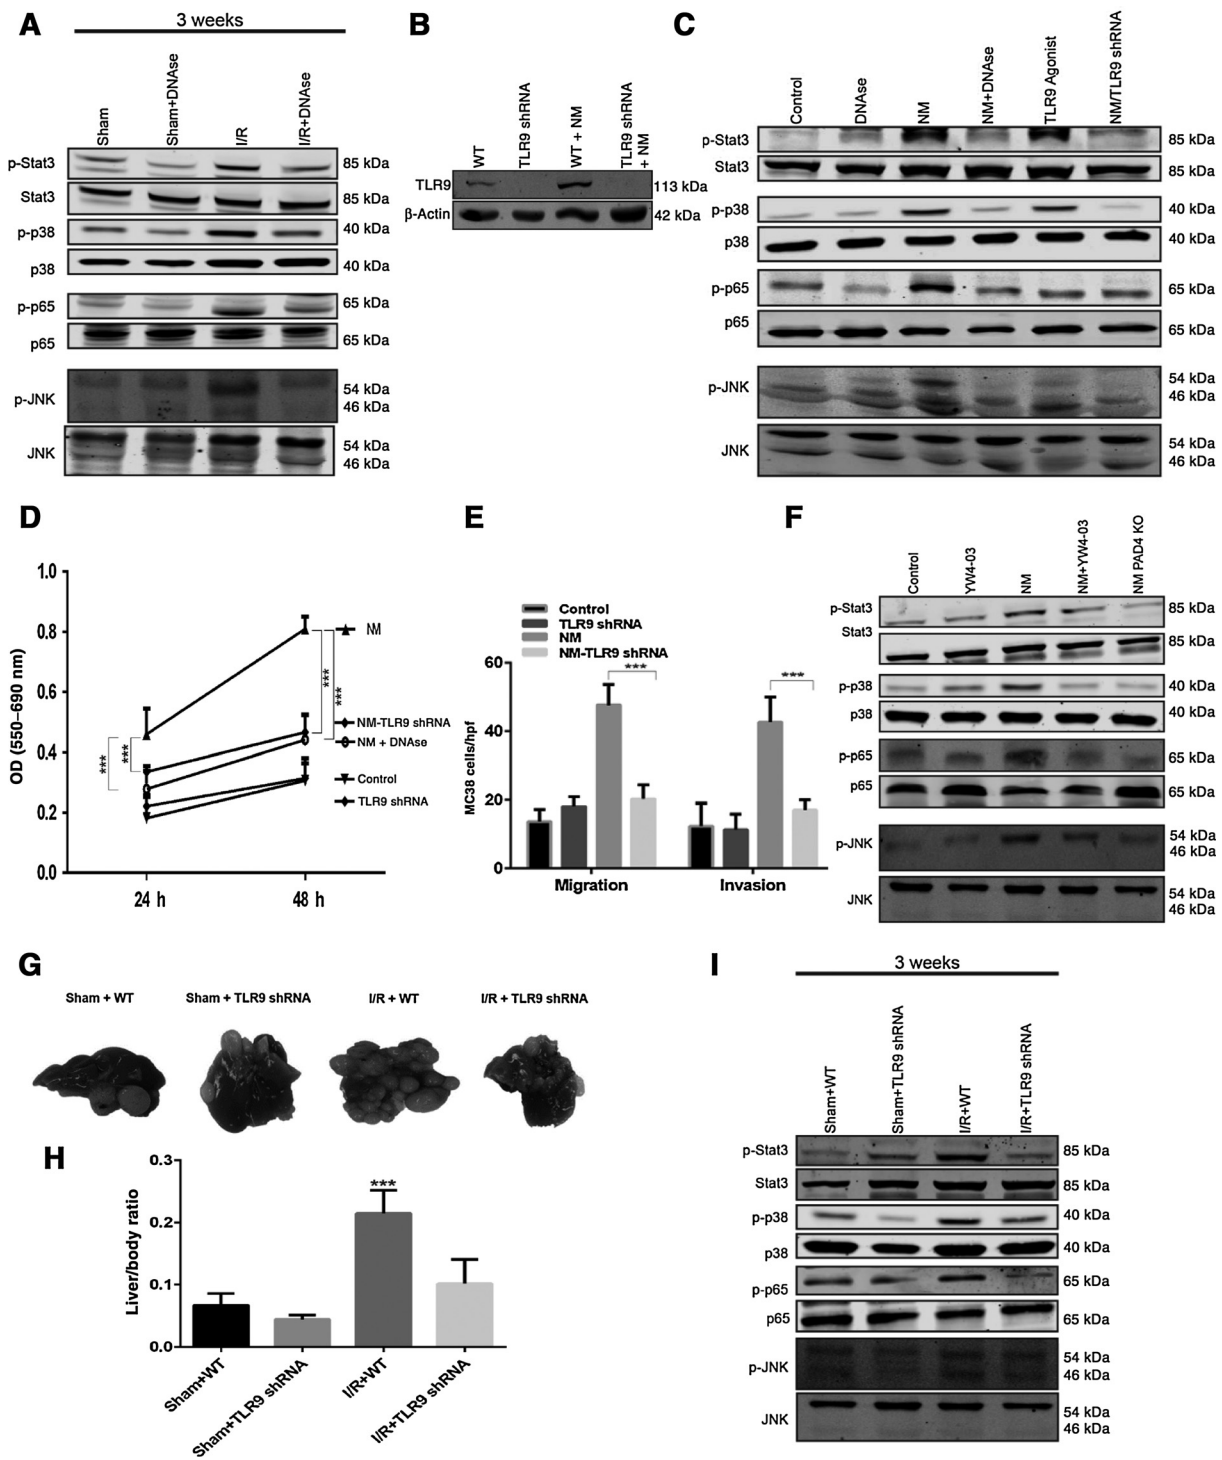 A
3 weeks
Sham
Sham+DNAse
I/R
I/R+DNAse
p-Stat3
85 kDa
Stat3
85 kDa
p-p38
40 kDa
p38
40 kDa
p-p65
65 kDa
p65
65 kDa
p-JNK
54 kDa
46 kDa
JNK
54 kDa
46 kDa
B
WT
TLR9 shRNA
WT + NM
TLR9 shRNA
+ NM
TLR9
113 kDa
β-Actin
42 kDa
C
Control
DNAse
NM
NM+DNAse
TLR9 Agonist
NM/TLR9 shRNA
p-Stat3
85 kDa
Stat3
85 kDa
p-p38
40 kDa
p38
40 kDa
p-p65
65 kDa
p65
65 kDa
p-JNK
54 kDa
46 kDa
JNK
54 kDa
46 kDa
D
OD (550–690 nm)
1.0
0.8
0.6
0.4
0.2
0.0
24 h
48 h
***
***
***
***
NM
NM-TLR9 shRNA
NM + DNAse
Control
TLR9 shRNA
E
Control
TLR9 shRNA
NM
NM-TLR9 shRNA
MC38 cells/hpf
60
40
20
0
***
***
Migration
Invasion
F
Control
YW4-03
NM
NM+YW4-03
NM PAD4 KO
p-Stat3
85 kDa
Stat3
85 kDa
p-p38
40 kDa
p38
40 kDa
p-p65
65 kDa
p65
65 kDa
p-JNK
54 kDa
46 kDa
JNK
54 kDa
46 kDa
G
Sham + WT
Sham + TLR9 shRNA
I/R + WT
I/R + TLR9 shRNA
H
Liver/body ratio
0.3
0.2
0.1
0.0
***
Sham+WT
Sham+TLR9 shRNA
I/R+WT
I/R+TLR9 shRNA
I
3 weeks
Sham+WT
Sham+TLR9 shRNA
I/R+WT
I/R+TLR9 shRNA
p-Stat3
85 kDa
Stat3
85 kDa
p-p38
40 kDa
p38
40 kDa
p-p65
65 kDa
p65
65 kDa
p-JNK
54 kDa
46 kDa
JNK
54 kDa
46 kDa